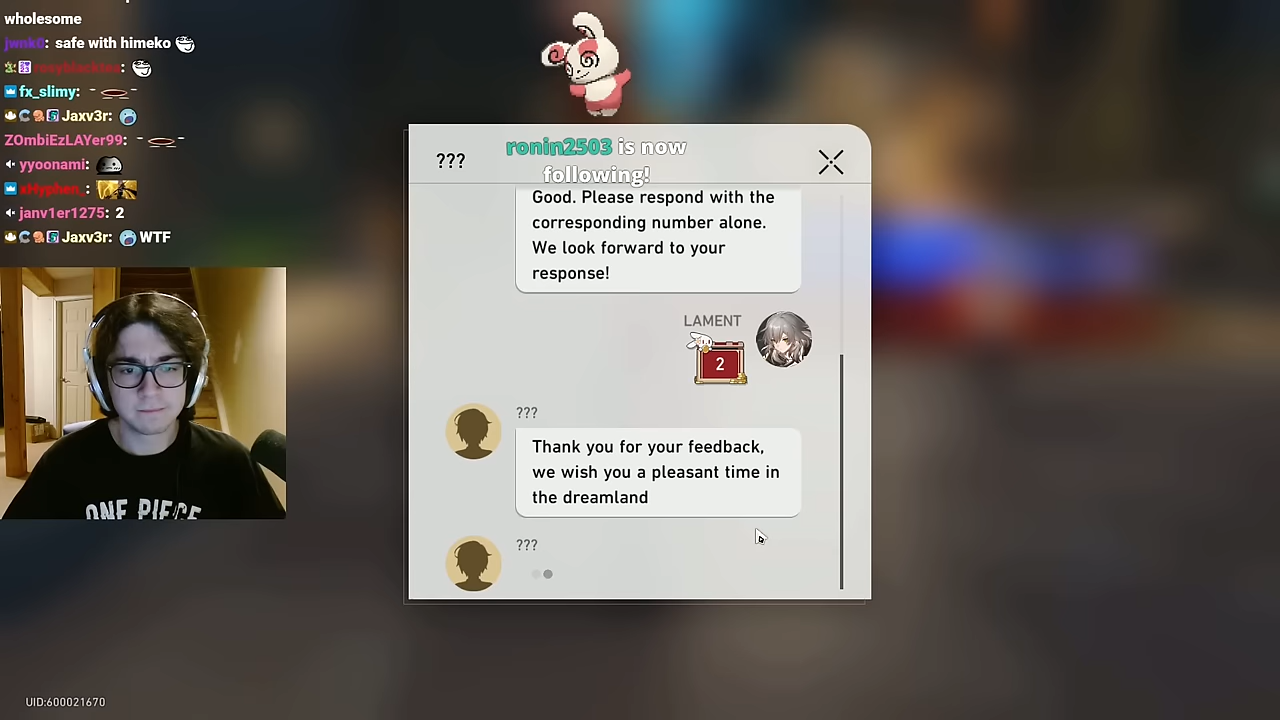 wholesome
jwnk0: safe with himeko
fx_slimy:
Jaxv3r:
ZOmbiEzLAYer99:
yyoonami:
xHyphen_:
janv1er1275: 2
Jaxv3r: WTF
???
ronin2503 is now
following!
Good. Please respond with the
corresponding number alone.
We look forward to your
response!
LAMENT
2
???
Thank you for your feedback,
we wish you a pleasant time in
the dreamland
???
ONE PIECE
UID:600021670